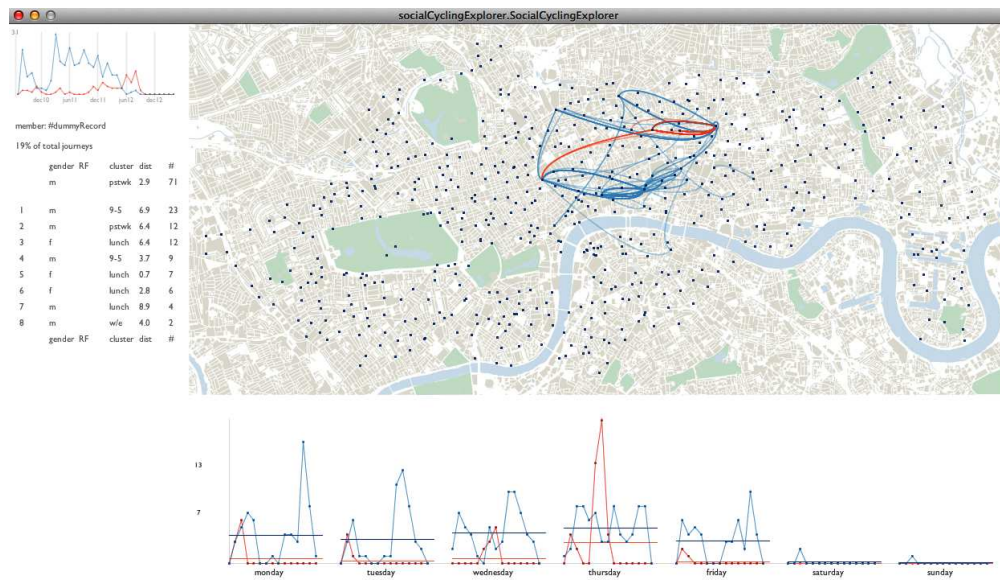 socialCyclingExplorer.SocialCyclingExplorer
31
dec10 jun11 dec11 jun12 dec12
member: #dummyRecord
19% of total journeys
gender RF cluster dist #
m pstwk 2.9 71
1 m 9-5 6.9 23
2 m pstwk 6.4 12
3 f lunch 6.4 12
4 m 9-5 3.7 9
5 f lunch 0.7 7
6 f lunch 2.8 6
7 m lunch 8.9 4
8 m w/e 4.0 2
gender RF cluster dist #
13
7
monday tuesday wednesday thursday friday saturday sunday